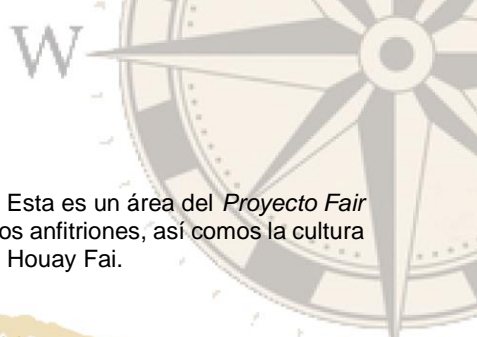 W
Esta es un área del Proyecto Fair
os anfitriones, así comos la cultura
Houay Fai.